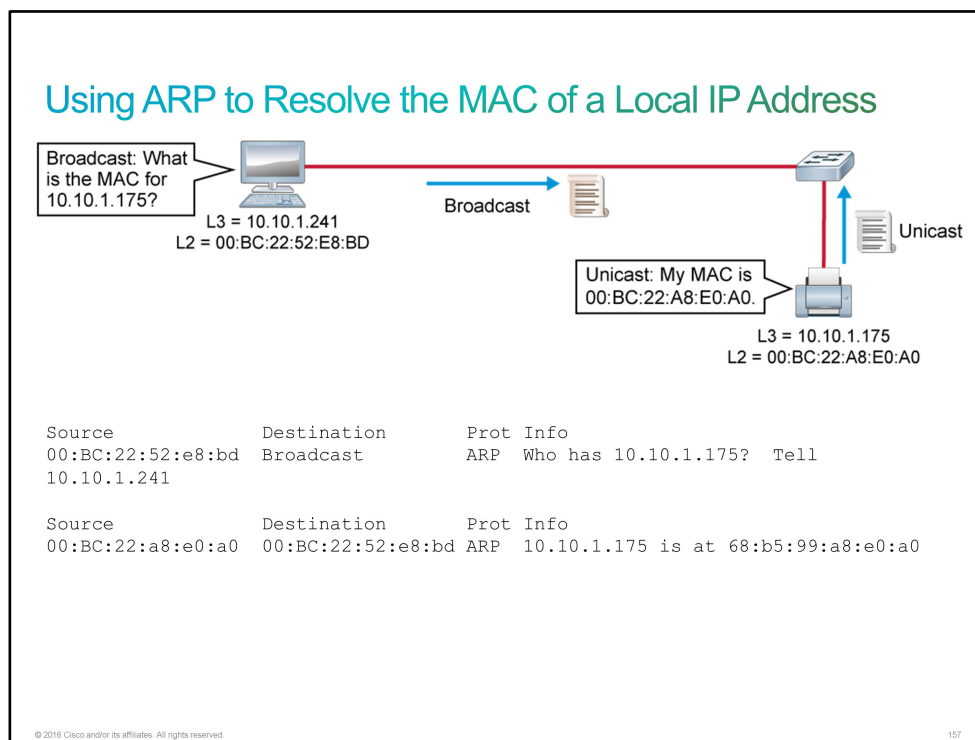 Using ARP to Resolve the MAC of a Local IP Address
Broadcast: What
is the MAC for
10.10.1.175?
L3 = 10.10.1.241
L2 = 00:BC:22:52:E8:BD
Broadcast
Unicast
Unicast: My MAC is
00:BC:22:A8:E0:A0.
L3 = 10.10.1.175
L2 = 00:BC:22:A8:E0:A0
Source Destination Prot Info
00:BC:22:52:e8:bd Broadcast ARP Who has 10.10.1.175? Tell
10.10.1.241
Source Destination Prot Info
00:BC:22:a8:e0:a0 00:BC:22:52:e8:bd ARP 10.10.1.175 is at 68:b5:99:a8:e0:a0
© 2016 Cisco and/or its affiliates. All rights reserved.
157